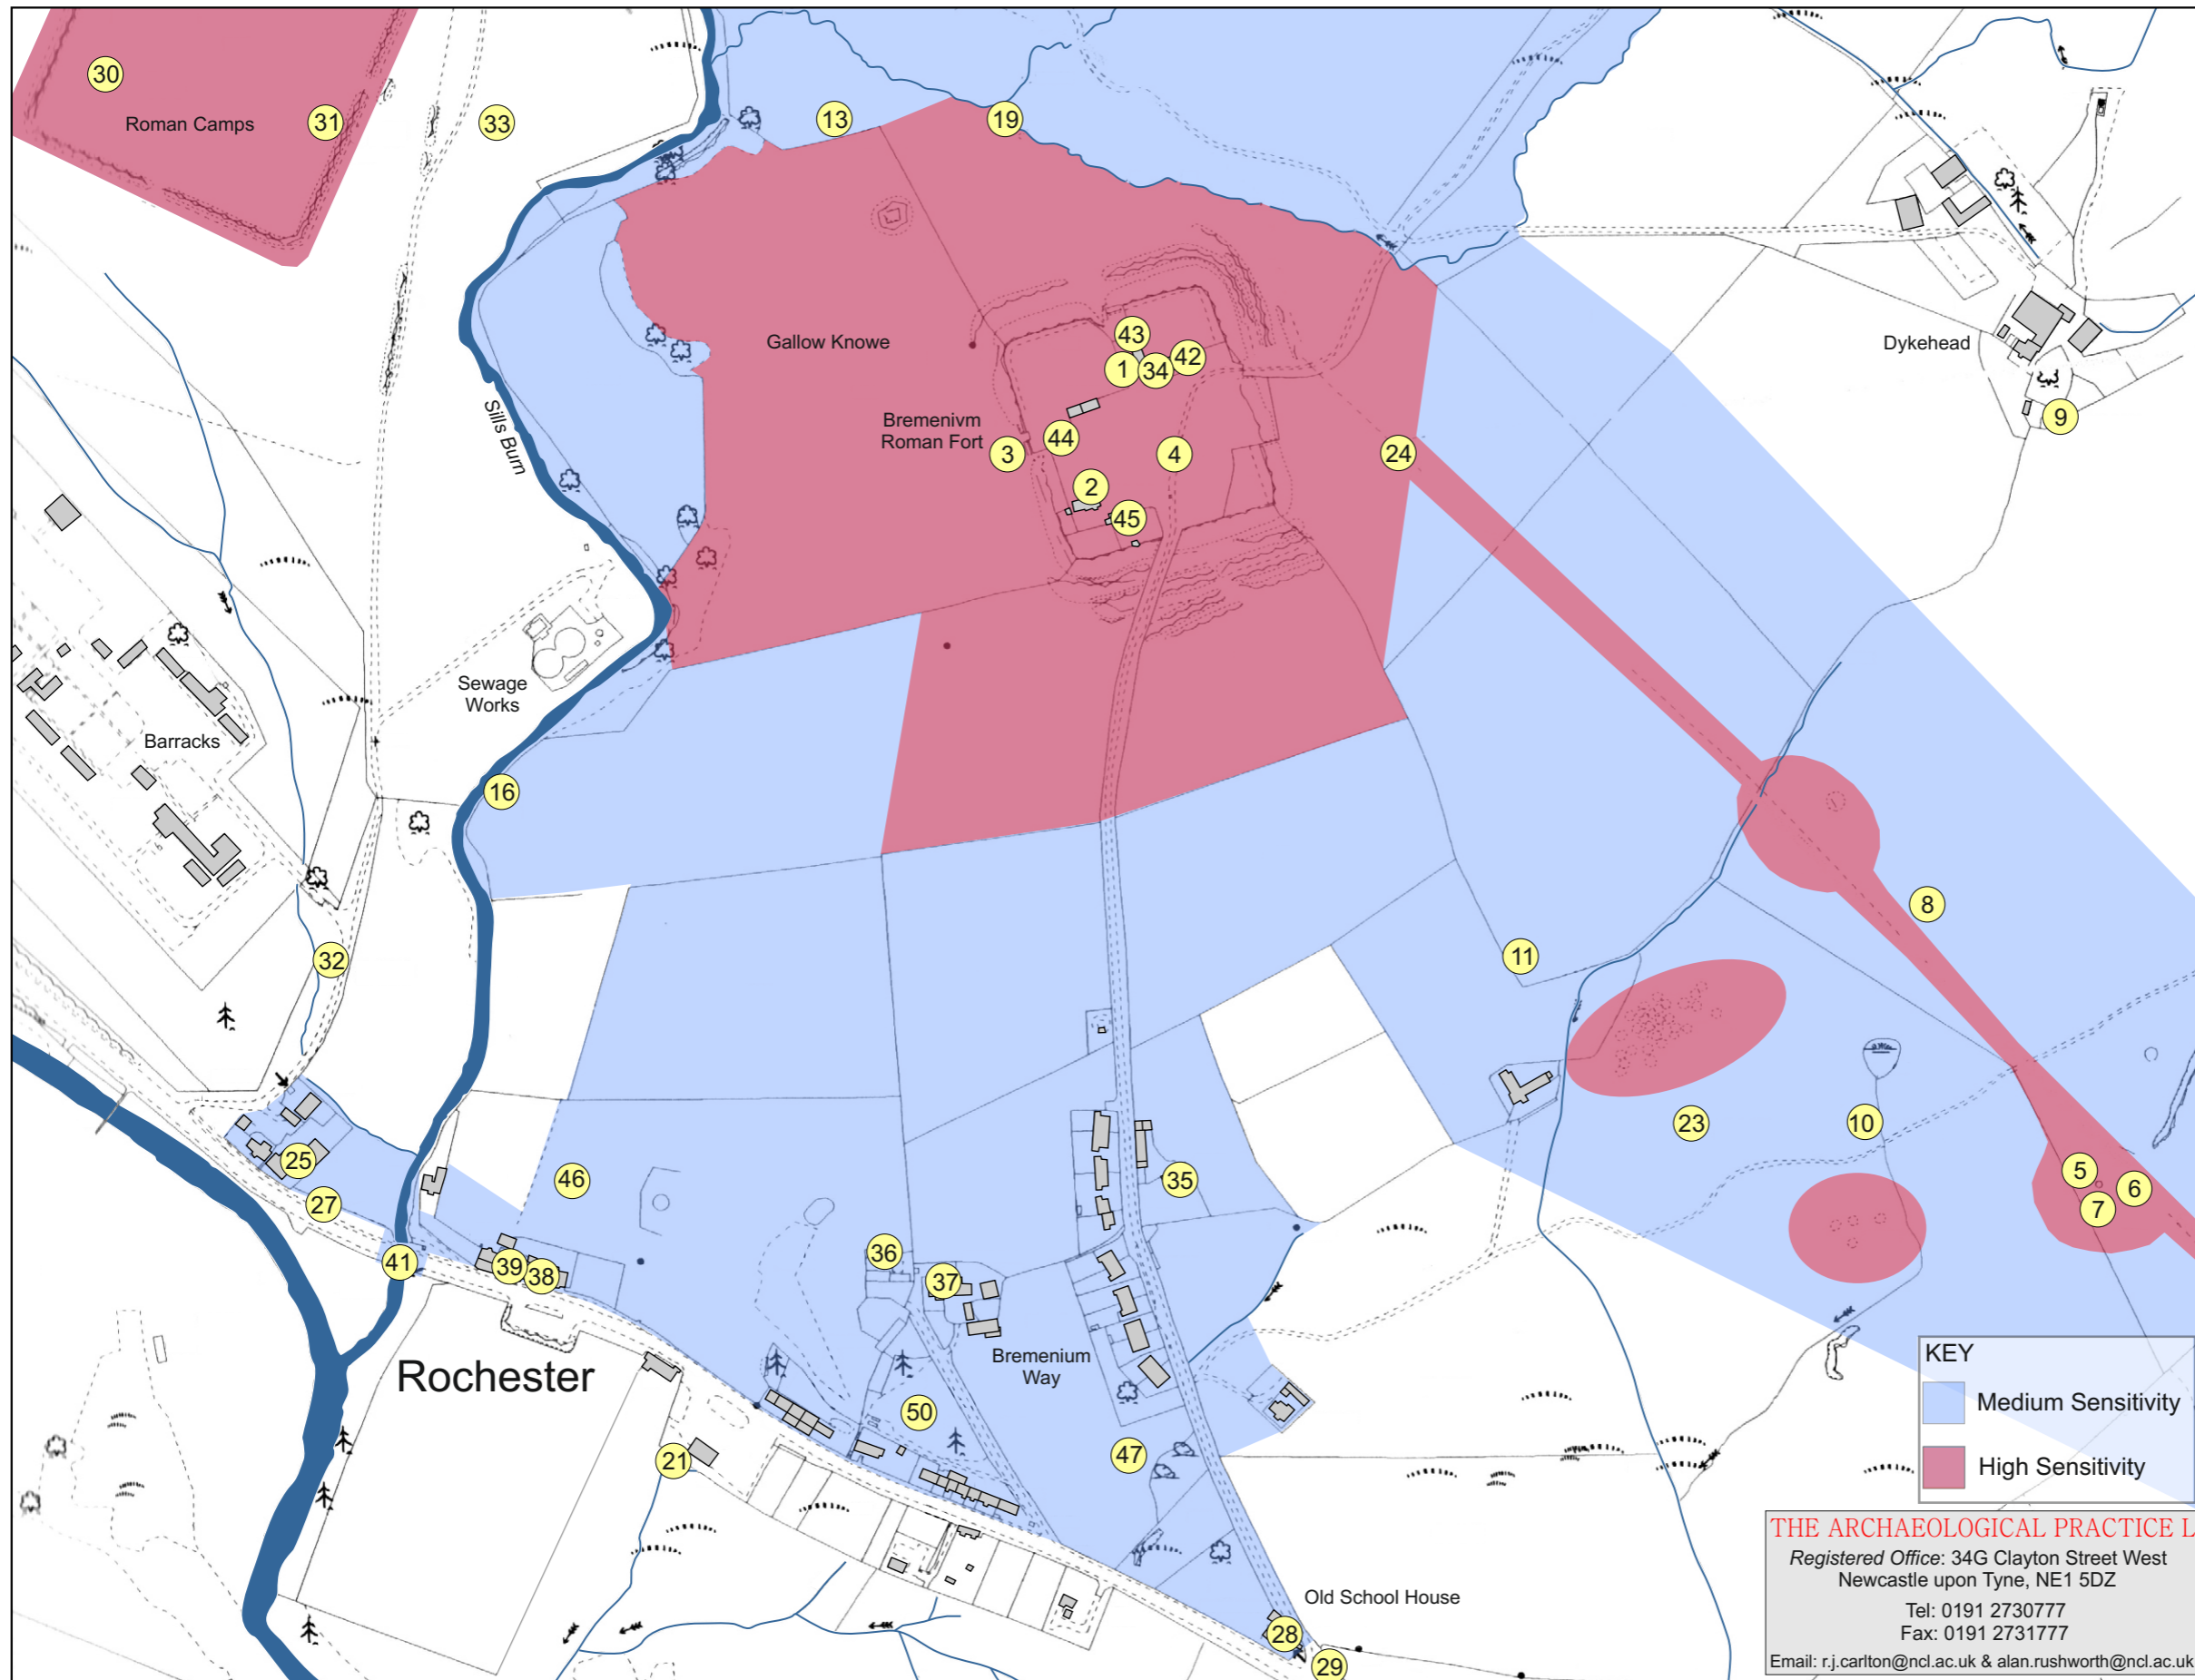 30
Roman Camps
31
33
13
19
Gallow Knowe
43
1
34
42
Dykehead
9
Sills Burn
Bremenivm
Roman Fort
3
44
4
24
2
45
Sewage
Works
Barracks
16
8
32
11
23
10
5
6
7
25
27
46
35
41
39
38
36
37
Rochester
Bremenium
Way
50
47
21
Old School House
28
29
KEY
Medium Sensitivity
High Sensitivity
THE ARCHAEOLOGICAL PRACTICE L
Registered Office: 34G Clayton Street West
Newcastle upon Tyne, NE1 5DZ
Tel: 0191 2730777
Fax: 0191 2731777
Email: r.j.carlton@ncl.ac.uk & alan.rushworth@ncl.ac.uk